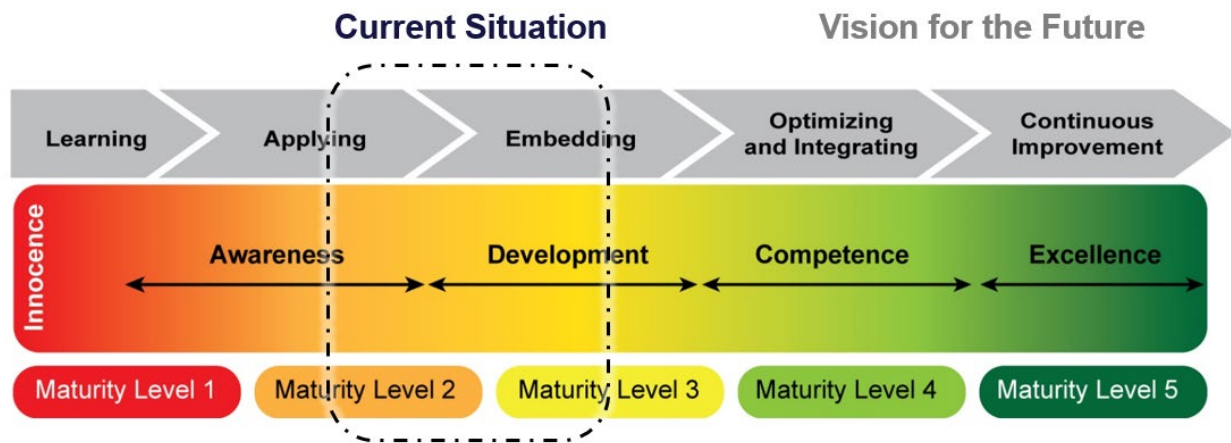 Current Situation
Vision for the Future
Learning
Applying
Embedding
Optimizing
and Integrating
Continuous
Improvement
Innocence
Awareness
Development
Competence
Excellence
Maturity Level 1
Maturity Level 2
Maturity Level 3
Maturity Level 4
Maturity Level 5